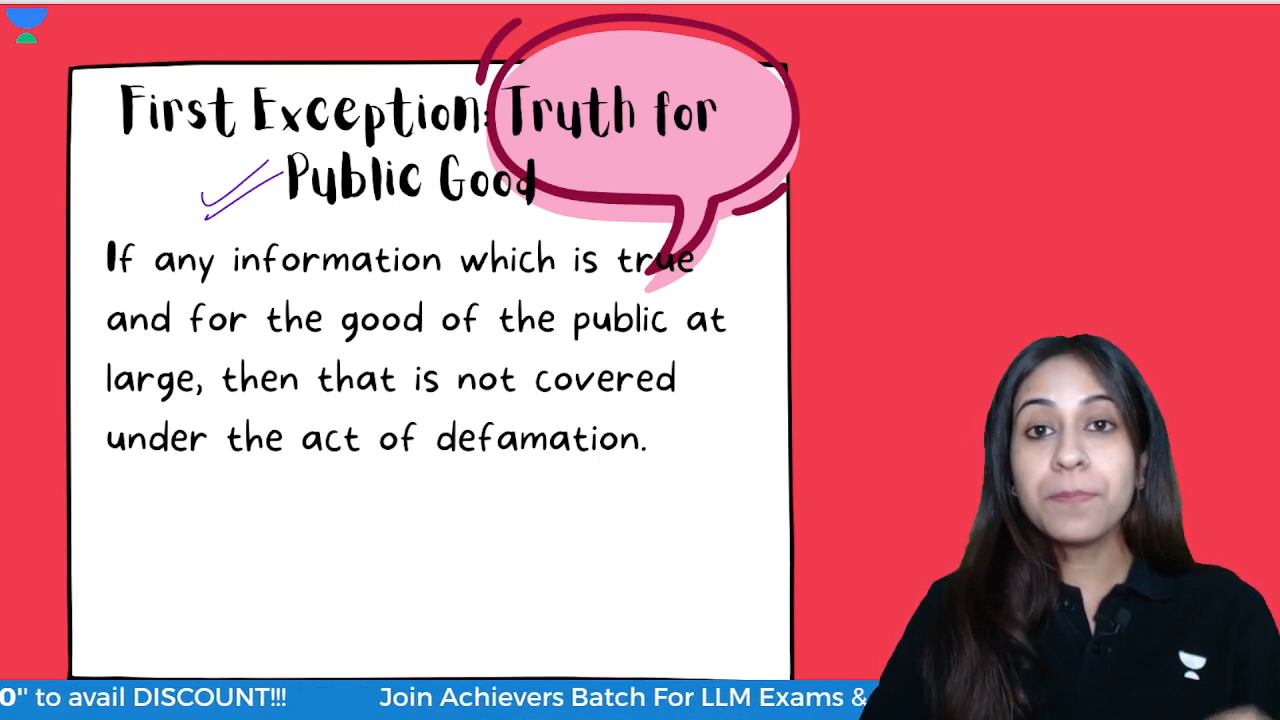 First Exception: Truth for
Public Good
If any information which is true
and for the good of the public at
large, then that is not covered
under the act of defamation.
0" to avail DISCOUNT!!! Join Achievers Batch For LLM Exams &